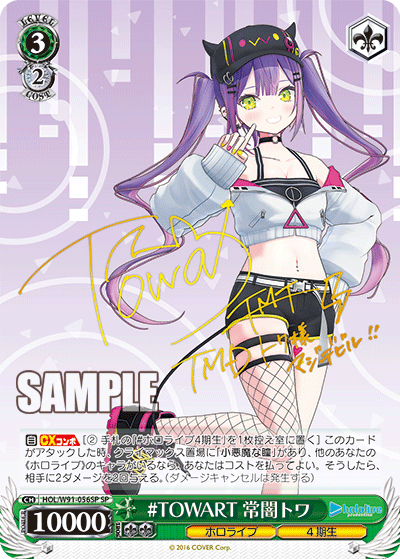 LEVEL
3
2
COST
Towa
TMT
TMD
様
マジデビル!!
SAMPLE
自 CXコンボ [② 手札の「#ホロライブ4期生」を1枚控え室に置く] このカード
がアタックした時、クライマックス置場に「小悪魔な瞳」があり、他のあなたの
《ホロライブ》のキャラがいるなら、あなたはコストを払ってよい。そうしたら、
相手に2ダメージを2回与える。(ダメージキャンセルは発生する)
CH HOL/W91-056SP SP
10000
#TOWART 常闇トワ
hololive
ホロライブ
4期生
© 2016 COVER Corp.